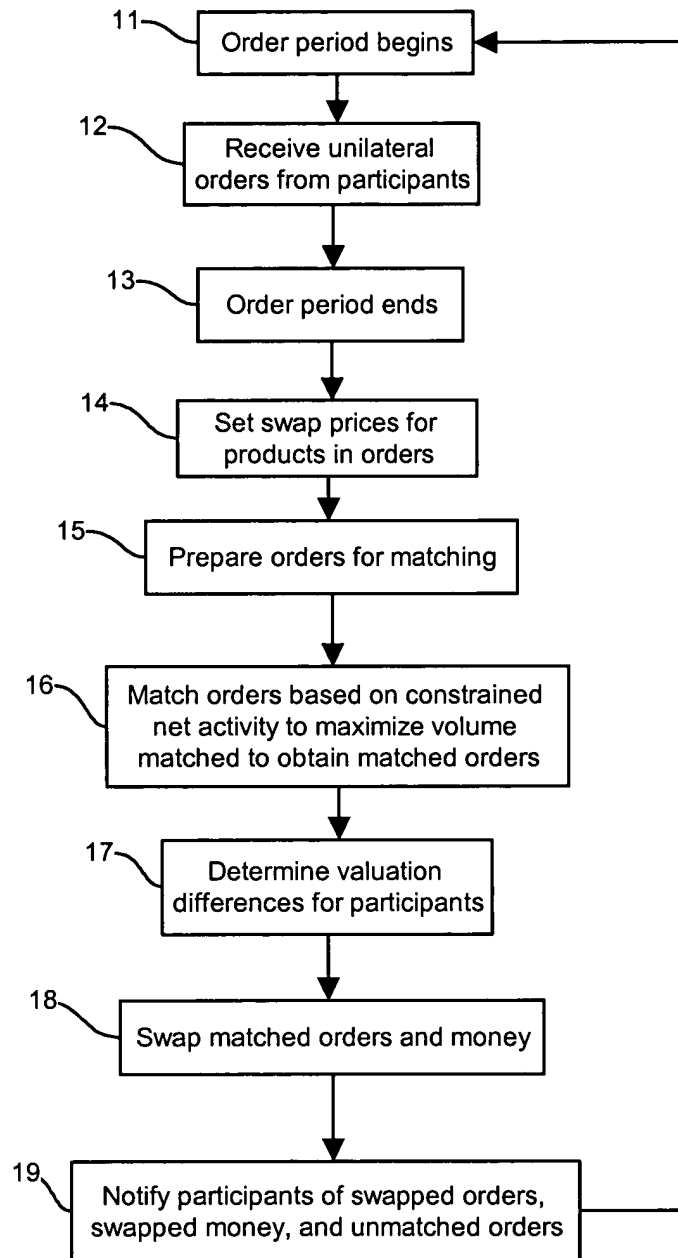 11
Order period begins
12
Receive unilateral
orders from participants
13
Order period ends
14
Set swap prices for
products in orders
15
Prepare orders for matching
16
Match orders based on constrained
net activity to maximize volume
matched to obtain matched orders
17
Determine valuation
differences for participants
18
Swap matched orders and money
19
Notify participants of swapped orders,
swapped money, and unmatched orders